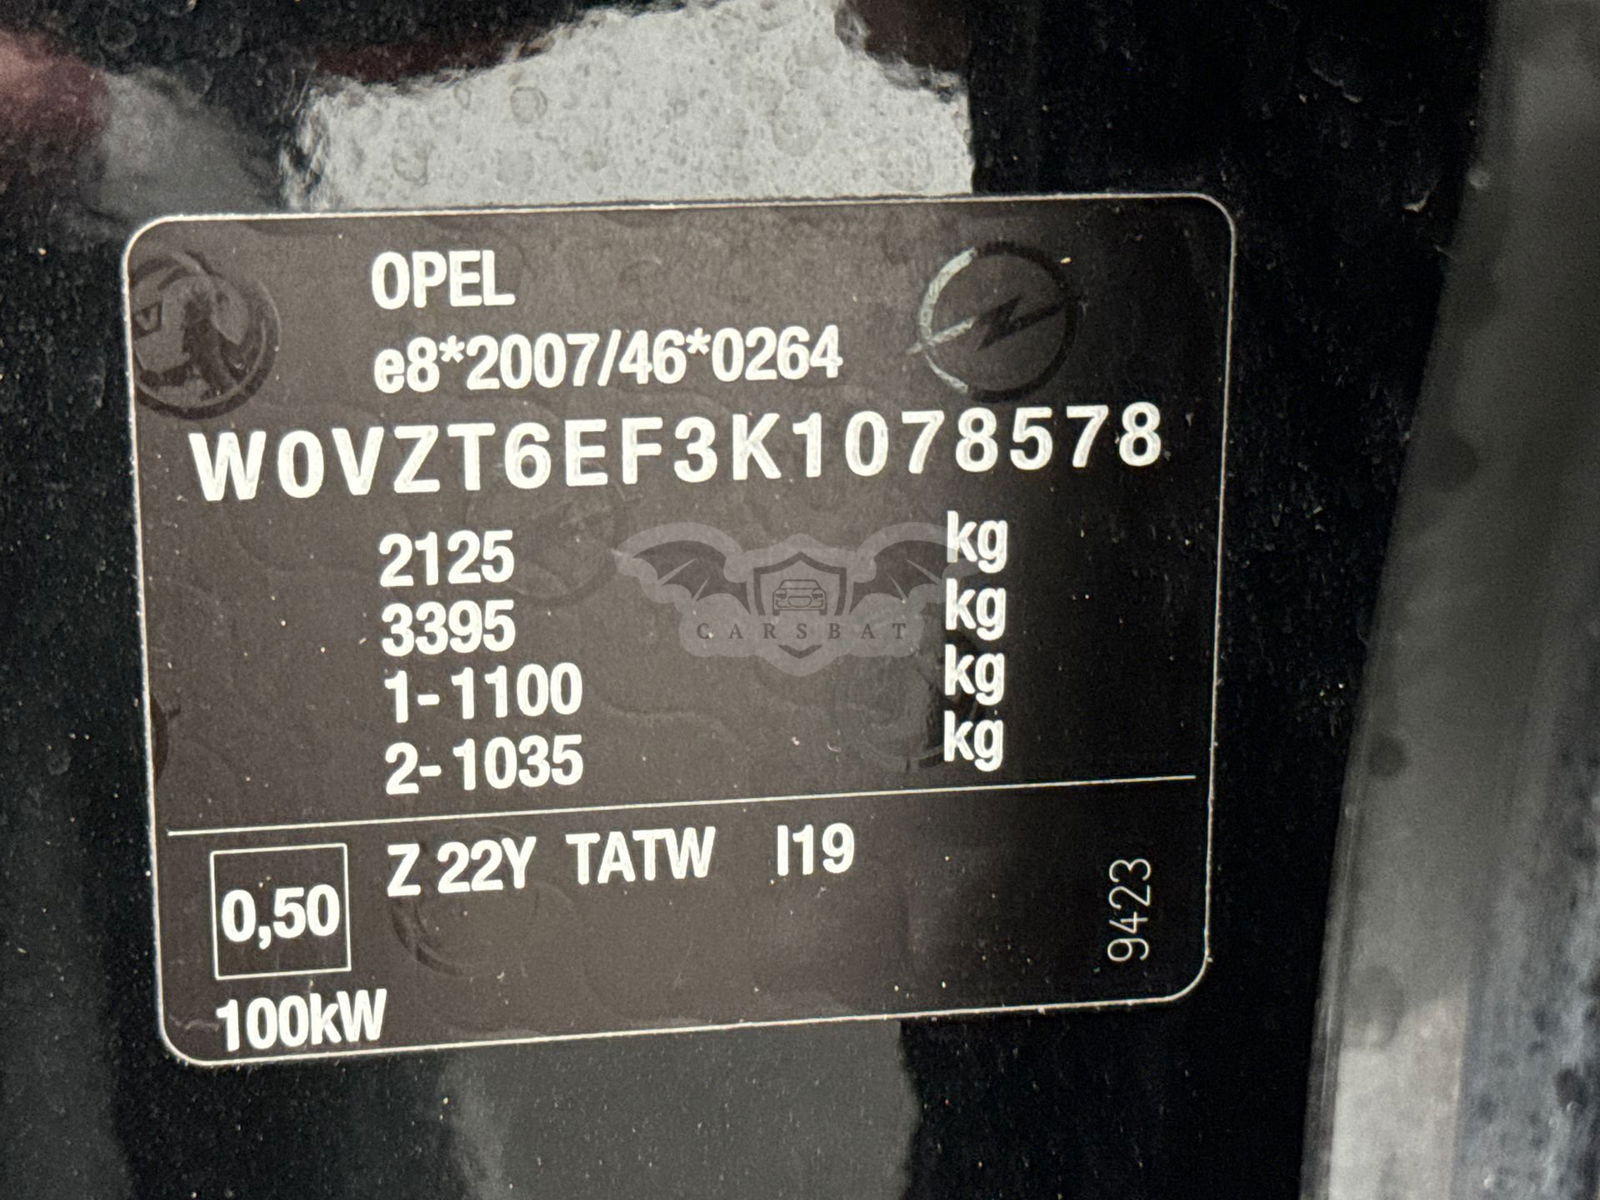 OPEL
e8*2007/46*0264
W0VZT6EF3K1078578
2125 kg
3395 kg
1-1100 kg
2-1035 kg
CARSBAT
0,50 Z 22Y TATW I19
100kW
9423